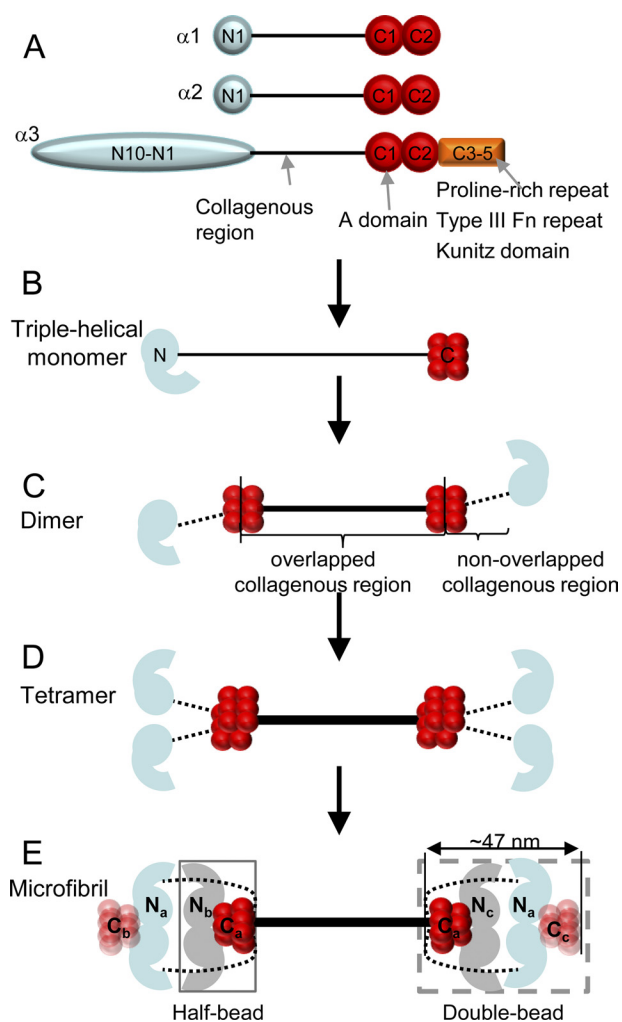 A
α1 N1 C1 C2
α2 N1 C1 C2
α3 N10-N1 C1 C2 C3-5
Collagenous
region
A domain
Proline-rich repeat
Type III Fn repeat
Kunitz domain
B
Triple-helical
monomer
N C
C
Dimer
overlapped
collagenous region
non-overlapped
collagenous region
D
Tetramer
E
Microfibril
~47 nm
Cb Na Nb Ca Ca Nc Na Cc
Half-bead Double-bead